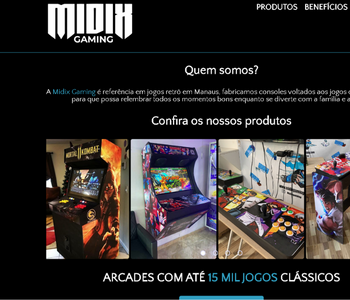 MIDIX
GAMING
PRODUTOS BENEFÍCIOS
Quem somos?
A Midix Gaming é referência em jogos retrô em Manaus, fabricamos consoles voltados aos jogos
para que possa relembrar todos os momentos bons enquanto se diverte com a família e a
Confira os nossos produtos
MORTAL KOMBAT
ARCADES COM ATÉ 15 MIL JOGOS CLÁSSICOS